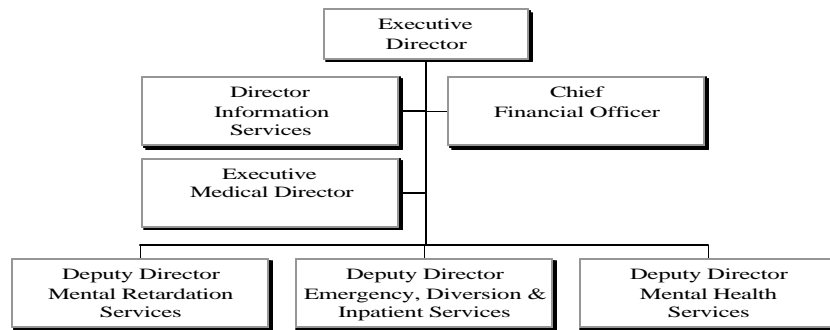 Executive
Director
Director
Information
Services
Chief
Financial Officer
Executive
Medical Director
Deputy Director
Mental Retardation
Services
Deputy Director
Emergency, Diversion &
Inpatient Services
Deputy Director
Mental Health
Services